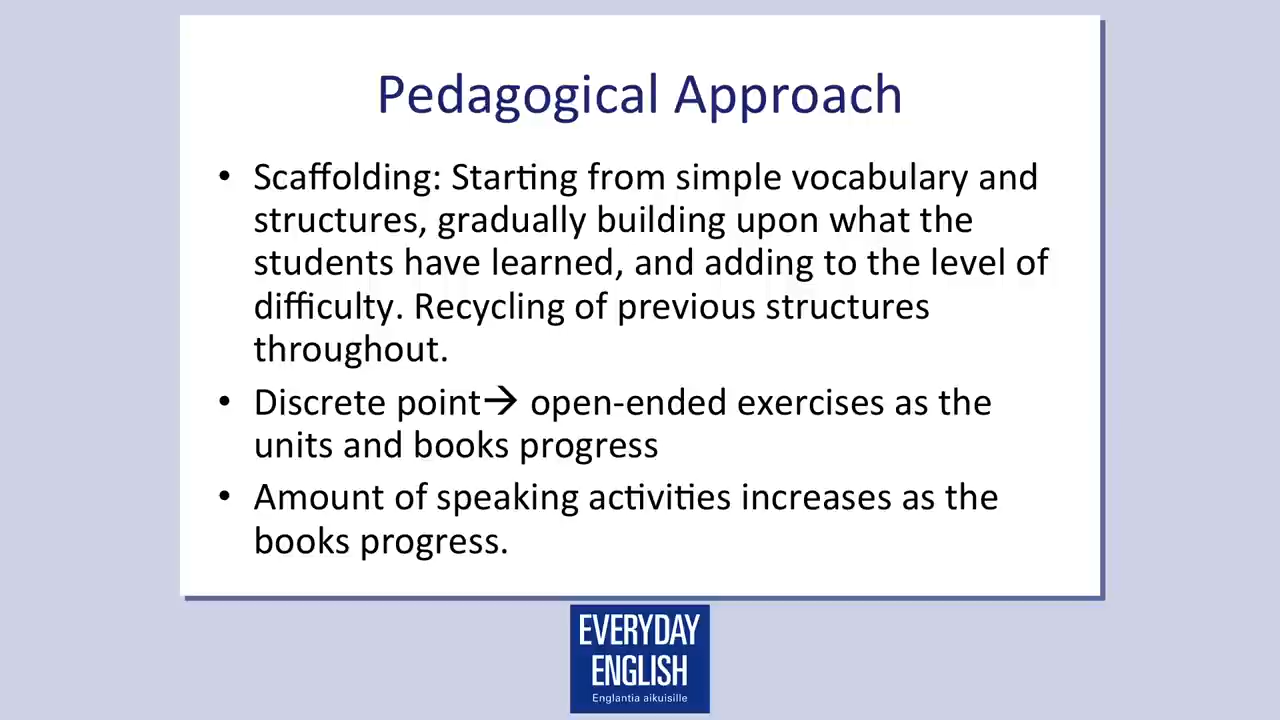 Pedagogical Approach
• Scaffolding: Starting from simple vocabulary and
structures, gradually building upon what the
students have learned, and adding to the level of
difficulty. Recycling of previous structures
throughout.
• Discrete point→ open-ended exercises as the
units and books progress
• Amount of speaking activities increases as the
books progress.
EVERYDAY
ENGLISH
Englantia aikuisille